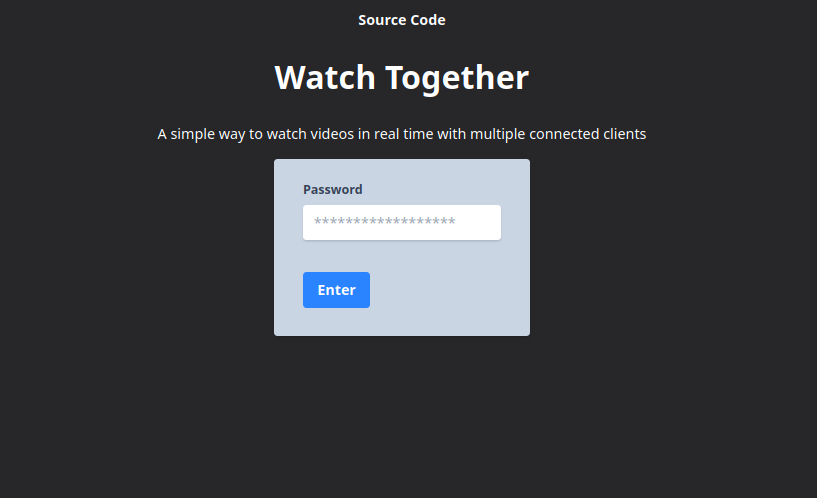 Source Code
Watch Together
A simple way to watch videos in real time with multiple connected clients
Password
******************
Enter